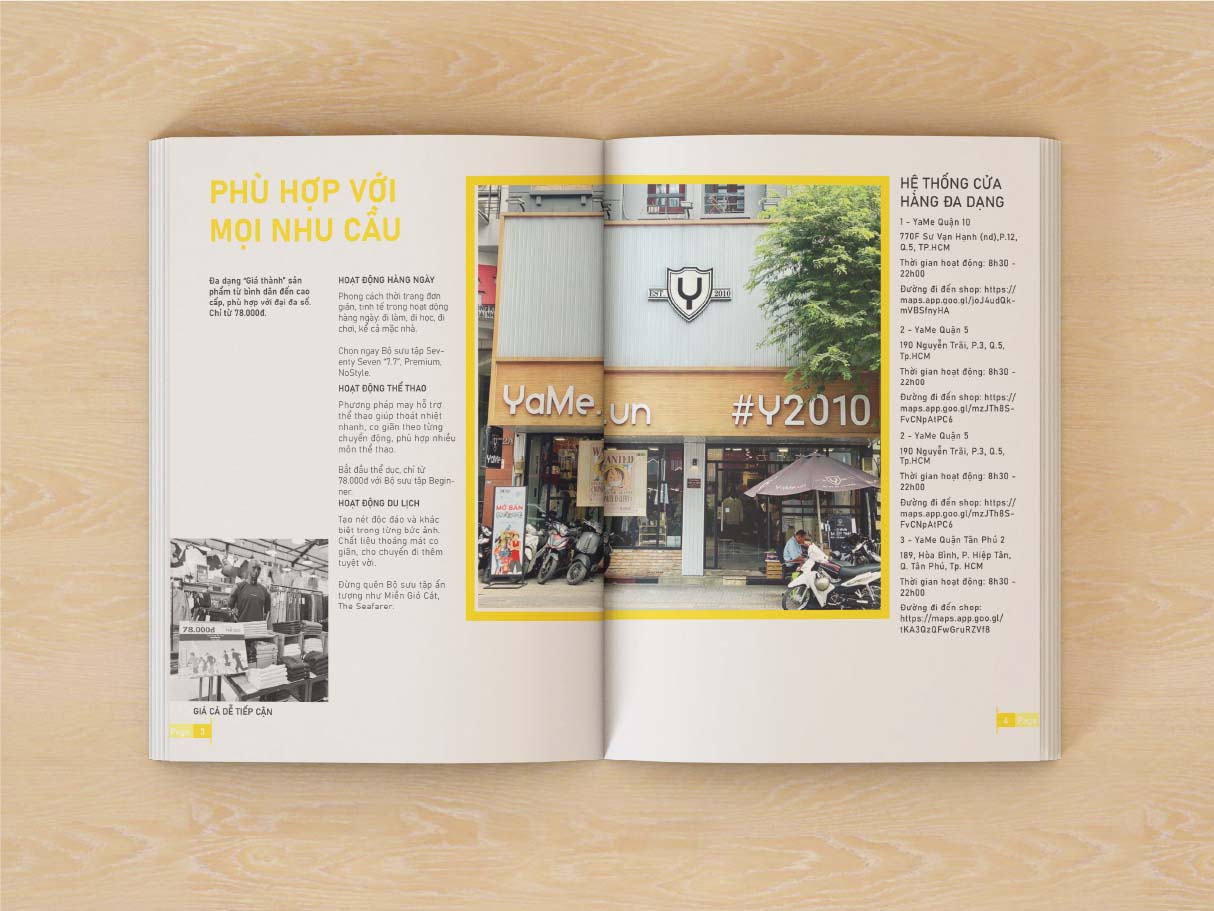 PHÙ HỢP VỚI
MỌI NHU CẦU
Đa dạng “Giá thành” sản
phẩm từ bình dân đến cao
cấp, phù hợp với đại đa số.
Chỉ từ 78.000đ.
HOẠT ĐỘNG HÀNG NGÀY
Phong cách thời trang đơn
giản, tinh tế trong hoạt động
hàng ngày: đi làm, đi học, đi
chơi, kể cả mặc nhà.
Chọn ngay Bộ sưu tập Sev-
enty Seven “7.7”, Premium,
NoStyle.
HOẠT ĐỘNG THỂ THAO
Phương pháp may hỗ trợ
thể thao giúp thoát nhiệt
nhanh, co giãn theo từng
chuyển động, phù hợp nhiều
môn thể thao.
Bắt đầu thể dục, chỉ từ
78.000đ với Bộ sưu tập Begin-
ner.
HOẠT ĐỘNG DU LỊCH
Tạo nét độc đáo và khác
biệt trong từng bức ảnh.
Chất liệu thoáng mát co
giãn, cho chuyến đi thêm
tuyệt vời.
Đừng quên Bộ sưu tập ấn
tượng như Miền Gió Cát,
The Seafarer.
78.000đ
GIÁ CẢ DỄ TIẾP CẬN
Page 3
EST Y 2010
YaMe.vn #Y2010
YaMe
WANTED
MỞ BÁN
YaMe.vn
HỆ THỐNG CỬA
HÀNG ĐA DẠNG
1 - YaMe Quận 10
770F Sư Vạn Hạnh (nd),P.12,
Q.5, TP.HCM
Thời gian hoạt động: 8h30 -
22h00
Đường đi đến shop: https://
maps.app.goo.gl/joJ4udQk-
mVBSfnyHA
2 - YaMe Quận 5
190 Nguyễn Trãi, P.3, Q.5,
Tp.HCM
Thời gian hoạt động: 8h30 -
22h00
Đường đi đến shop: https://
maps.app.goo.gl/mzJTh8S-
FvCNpAtPC6
2 - YaMe Quận 5
190 Nguyễn Trãi, P.3, Q.5,
Tp.HCM
Thời gian hoạt động: 8h30 -
22h00
Đường đi đến shop: https://
maps.app.goo.gl/mzJTh8S-
FvCNpAtPC6
3 - YaMe Quận Tân Phú 2
189, Hòa Bình, P. Hiệp Tân,
Q. Tân Phú, Tp. HCM
Thời gian hoạt động: 8h30 -
22h00
Đường đi đến shop:
https://maps.app.goo.gl/
tKA3QzQFwGruRZVf8
4 Page